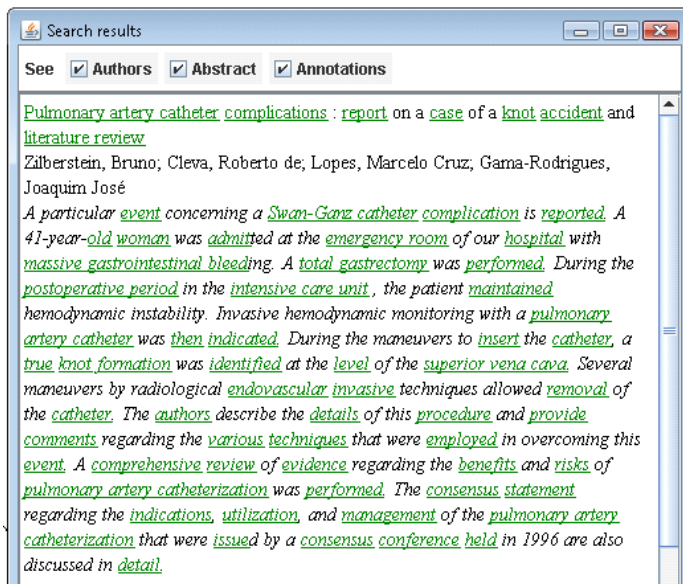 Search results
See Authors Abstract Annotations
Pulmonary artery catheter complications : report on a case of a knot accident and
literature review
Zilberstein, Bruno; Cleva, Roberto de; Lopes, Marcelo Cruz; Gama-Rodrigues,
Joaquim José
A particular event concerning a Swan-Ganz catheter complication is reported. A
41-year-old woman was admitted at the emergency room of our hospital with
massive gastrointestinal bleeding. A total gastrectomy was performed. During the
postoperative period in the intensive care unit , the patient maintained
hemodynamic instability. Invasive hemodynamic monitoring with a pulmonary
artery catheter was then indicated. During the maneuvers to insert the catheter, a
true knot formation was identified at the level of the superior vena cava. Several
maneuvers by radiological endovascular invasive techniques allowed removal of
the catheter. The authors describe the details of this procedure and provide
comments regarding the various techniques that were employed in overcoming this
event. A comprehensive review of evidence regarding the benefits and risks of
pulmonary artery catheterization was performed. The consensus statement
regarding the indications, utilization, and management of the pulmonary artery
catheterization that were issued by a consensus conference held in 1996 are also
discussed in detail.